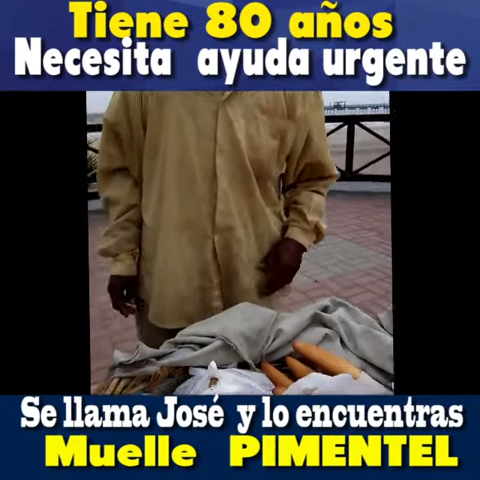 Tiene 80 años
Necesita ayuda urgente
Se llama José y lo encuentras
Muelle PIMENTEL